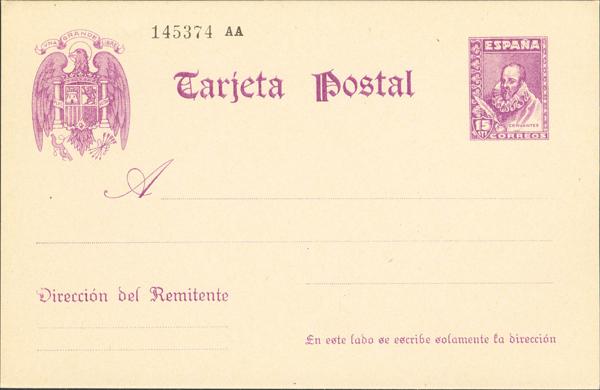 UNA GRANDE LIBRE
145374 AA
Tarjeta Postal
ESPAÑA
CERVANTES
15
CORREOS
A
Dirección del Remitente
En este lado se escribe solamente la dirección